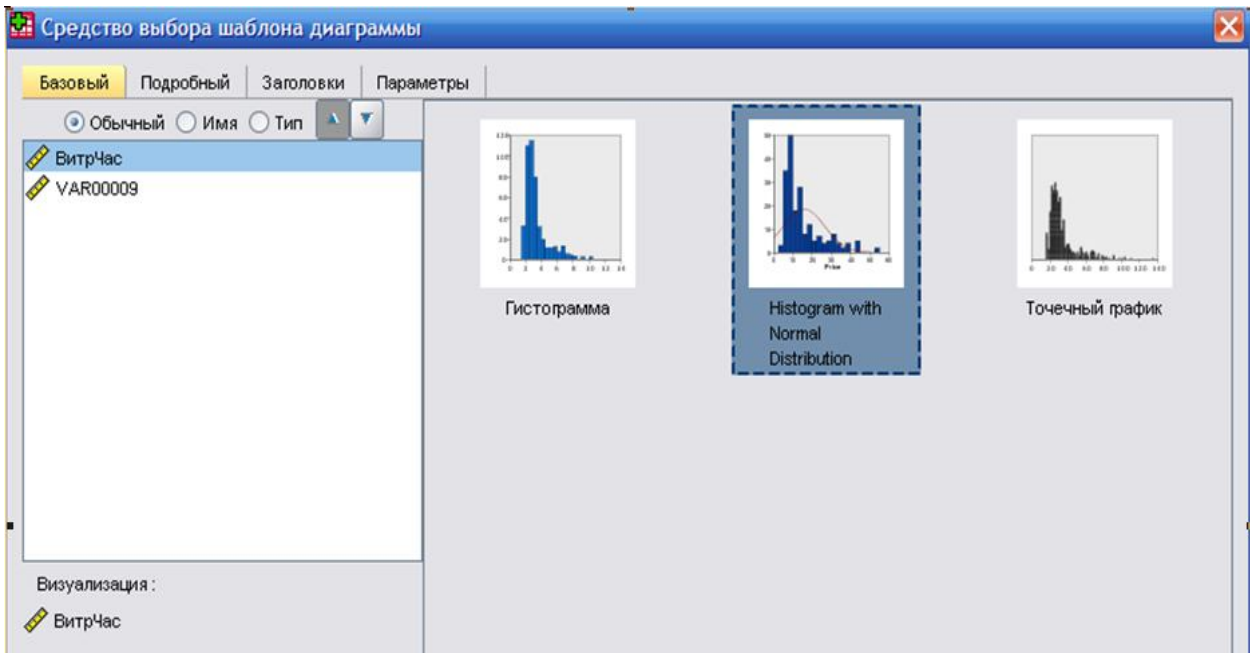 Средство выбора шаблона диаграммы
Базовый Подробный Заголовки Параметры
Обычный Имя Тип
ВитрЧас
VAR00009
Гистограмма
Price
Histogram with
Normal
Distribution
Точечный график
Визуализация :
ВитрЧас